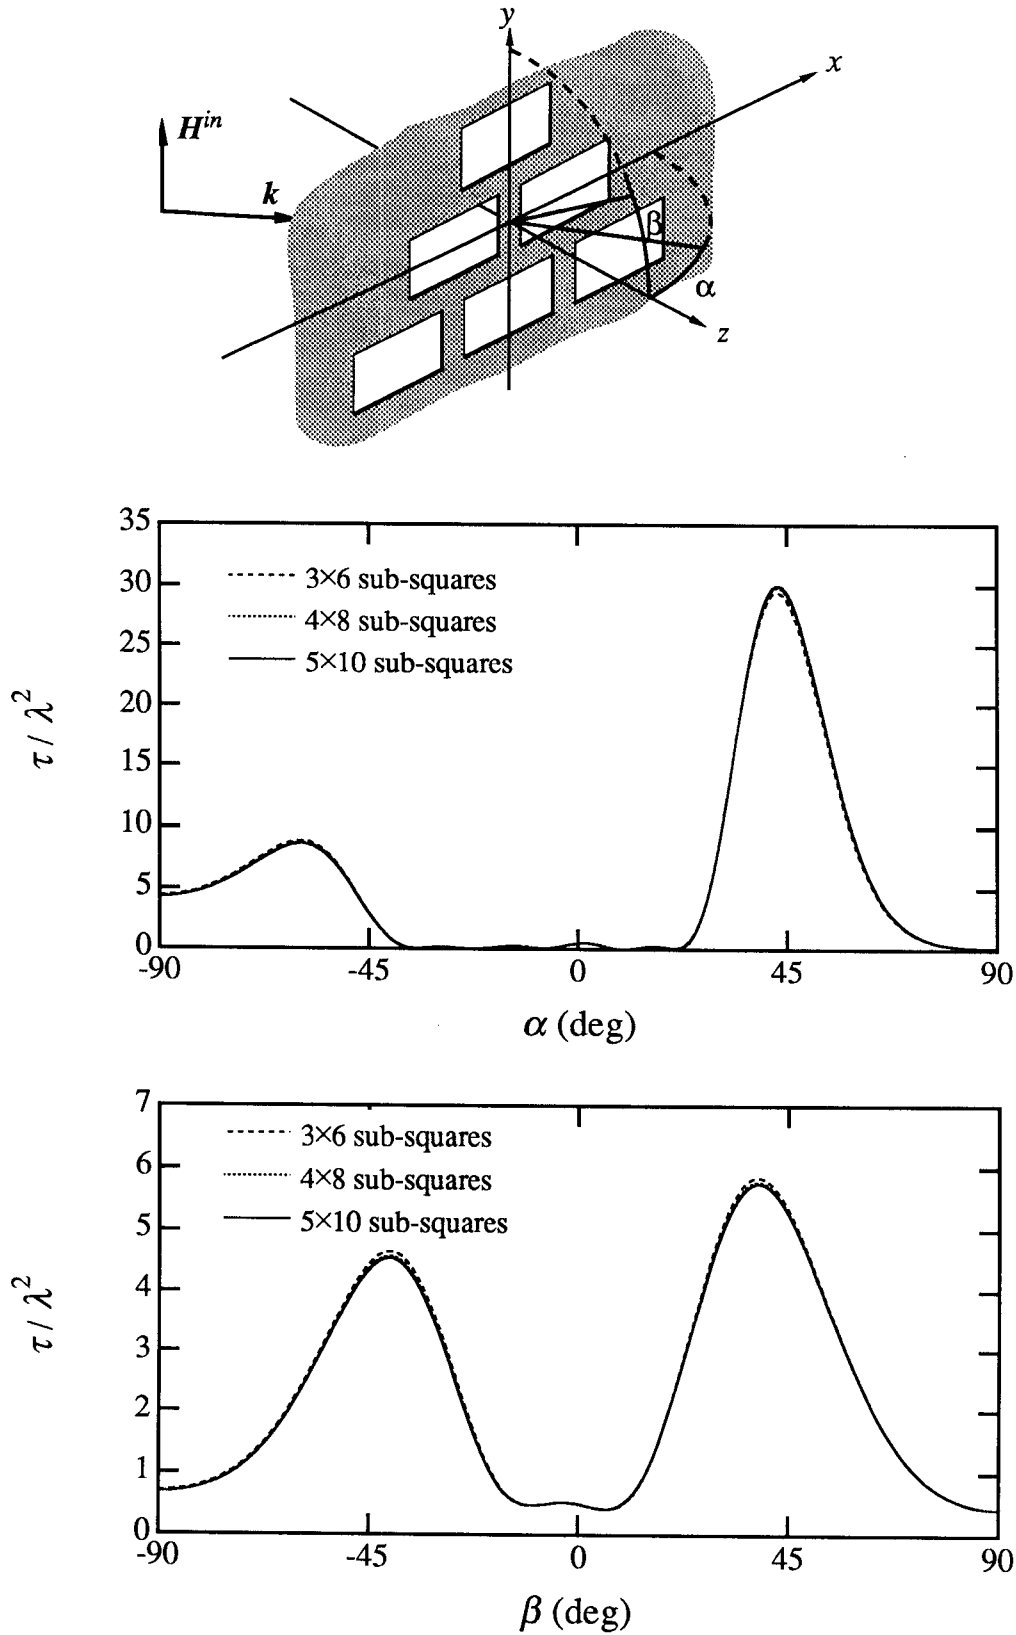 y
x
H^in
k
β
α
z
35
30
25
20
15
10
5
0
τ / λ²
3×6 sub-squares
4×8 sub-squares
5×10 sub-squares
-90 -45 0 45 90
α (deg)
7
6
5
4
3
2
1
0
τ / λ²
3×6 sub-squares
4×8 sub-squares
5×10 sub-squares
-90 -45 0 45 90
β (deg)